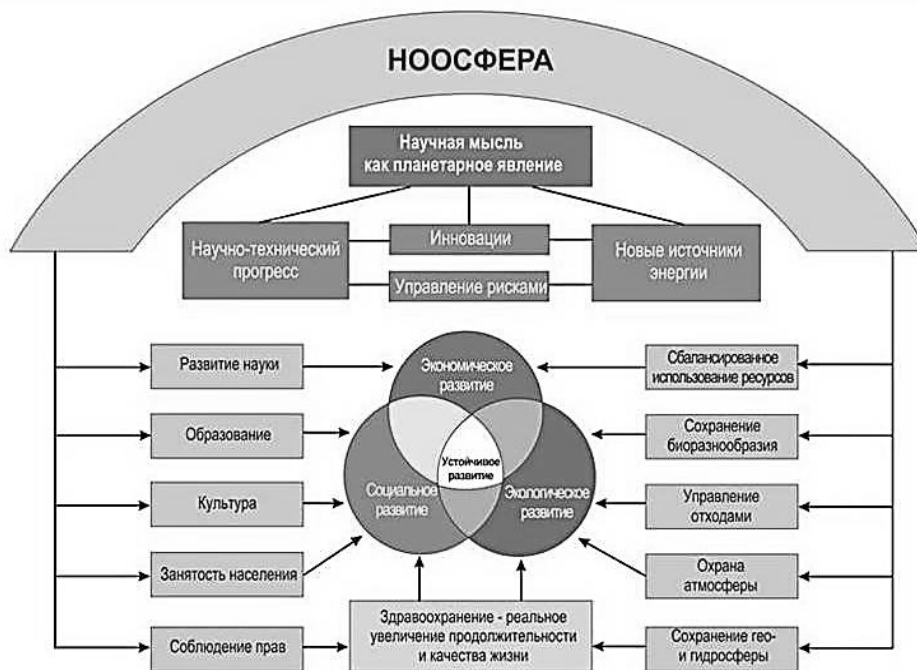 НООСФЕРА
Научная мысль
как планетарное явление
Научно-технический
прогресс
Инновации
Управление рисками
Новые источники
энергии
Развитие науки
Образование
Культура
Занятость населения
Соблюдение прав
Экономическое
развитие
Устойчивое
развитие
Социальное
развитие
Экологическое
развитие
Здравоохранение - реальное
увеличение продолжительности
и качества жизни
Сбалансированное
использование ресурсов
Сохранение
биоразнообразия
Управление
отходами
Охрана
атмосферы
Сохранение гео-
и гидросферы